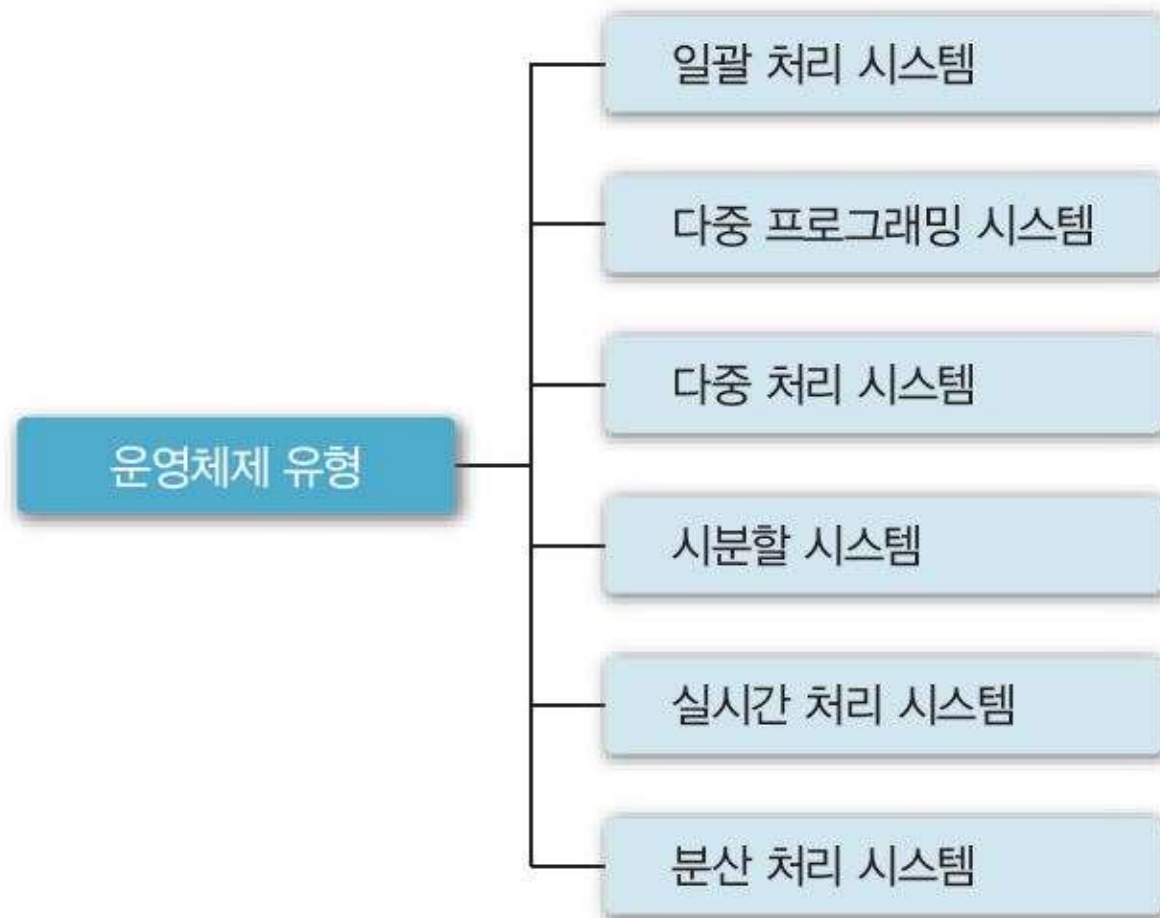 운영체제 유형
일괄 처리 시스템
다중 프로그래밍 시스템
다중 처리 시스템
시분할 시스템
실시간 처리 시스템
분산 처리 시스템